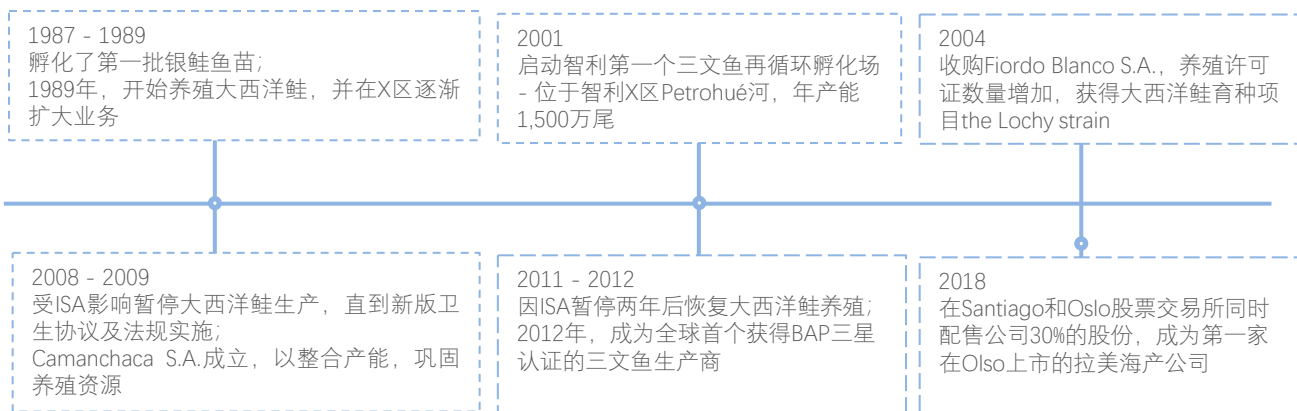 1987 - 1989
孵化了第一批银鲑鱼苗；
1989年，开始养殖大西洋鲑，并在X区逐渐
扩大业务
2001
启动智利第一个三文鱼再循环孵化场
- 位于智利X区Petrohué河，年产能
1,500万尾
2004
收购Fiordo Blanco S.A.，养殖许可
证数量增加，获得大西洋鲑育种项
目the Lochy strain
2008 - 2009
受ISA影响暂停大西洋鲑生产，直到新版卫
生协议及法规实施；
Camanchaca S.A.成立，以整合产能，巩固
养殖资源
2011 - 2012
因ISA暂停两年后恢复大西洋鲑养殖；
2012年，成为全球首个获得BAP三星
认证的三文鱼生产商
2018
在Santiago和Oslo股票交易所同时
配售公司30%的股份，成为第一家
在Olso上市的拉美海产公司